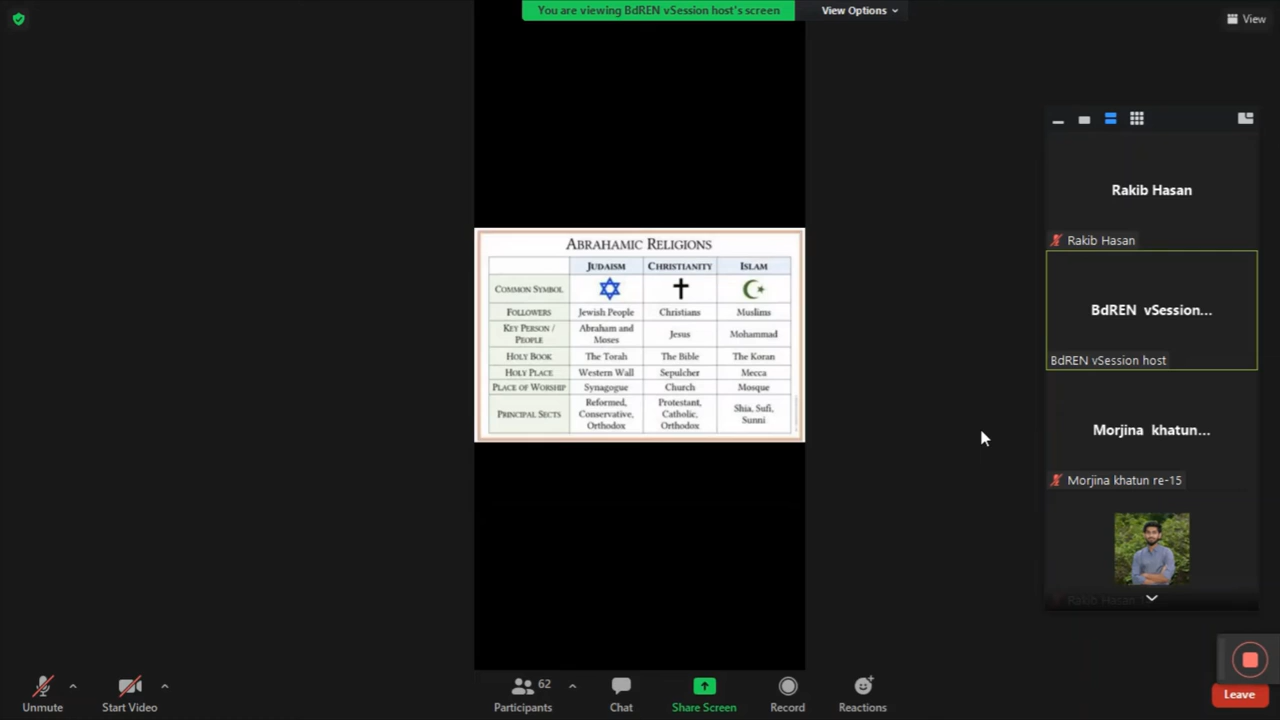 You are viewing BdREN vSession host's screen
View Options
View
ABRAHAMIC RELIGIONS
JUDAISM CHRISTIANITY ISLAM
COMMON SYMBOL
FOLLOWERS Jewish People Christians Muslims
KEY PERSON / PEOPLE Abraham and Moses Jesus Mohammad
HOLY BOOK The Torah The Bible The Koran
HOLY PLACE Western Wall Sepulcher Mecca
PLACE OF WORSHIP Synagogue Church Mosque
PRINCIPAL SECTS Reformed, Conservative, Orthodox Protestant, Catholic, Orthodox Shia, Sufi, Sunni
Rakib Hasan
Rakib Hasan
BdREN vSession...
BdREN vSession host
Morjina khatun...
Morjina khatun re-15
Rakib Hasan
Unmute
Start Video
62
Participants
Chat
Share Screen
Record
Reactions
Leave